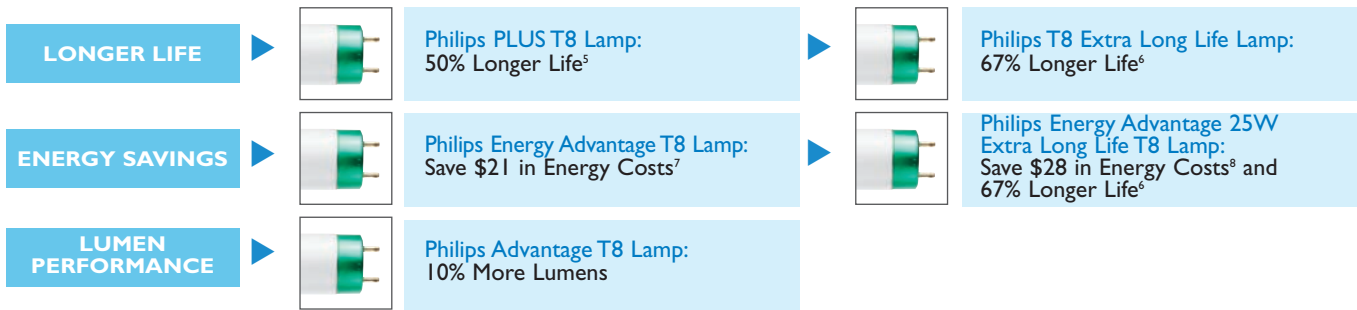 LONGER LIFE
Philips PLUS T8 Lamp:
50% Longer Life⁵
Philips T8 Extra Long Life Lamp:
67% Longer Life⁶
ENERGY SAVINGS
Philips Energy Advantage T8 Lamp:
Save $21 in Energy Costs⁷
Philips Energy Advantage 25W
Extra Long Life T8 Lamp:
Save $28 in Energy Costs⁸ and
67% Longer Life⁶
LUMEN
PERFORMANCE
Philips Advantage T8 Lamp:
10% More Lumens